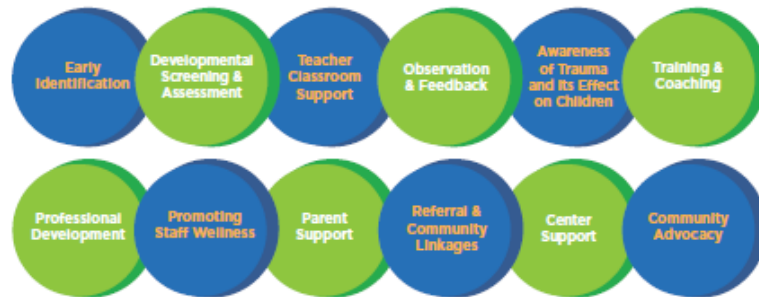 Early
Identification
Developmental
Screening &
Assessment
Teacher
Classroom
Support
Observation
& Feedback
Awareness
of Trauma
and Its Effect
on Children
Training &
Coaching
Professional
Development
Promoting
Staff Wellness
Parent
Support
Referral &
Community
Linkages
Center
Support
Community
Advocacy